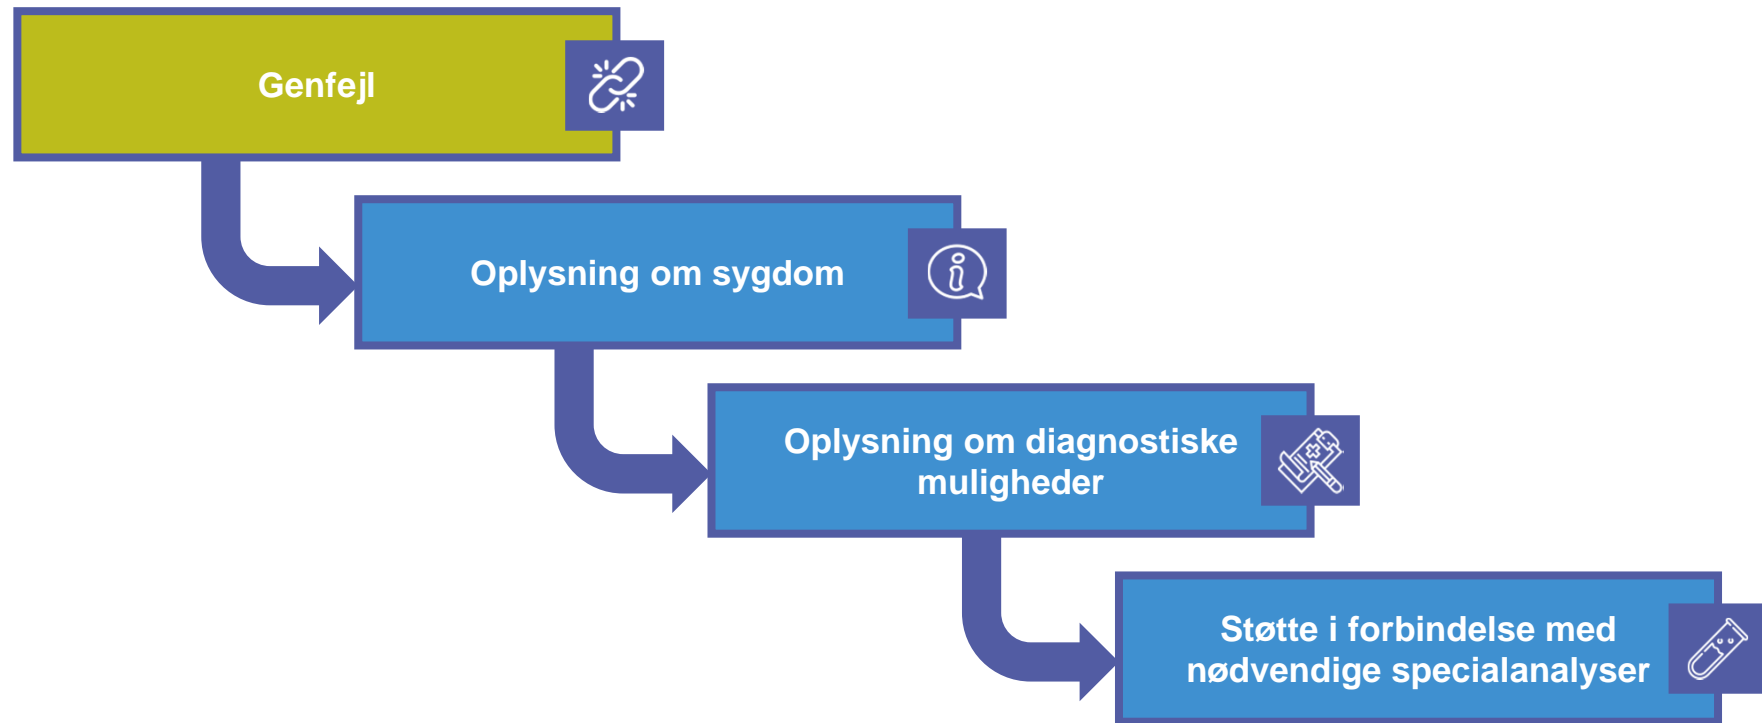 Genfejl
Oplysning om sygdom
Oplysning om diagnostiske
muligheder
Støtte i forbindelse med
nødvendige specialanalyser